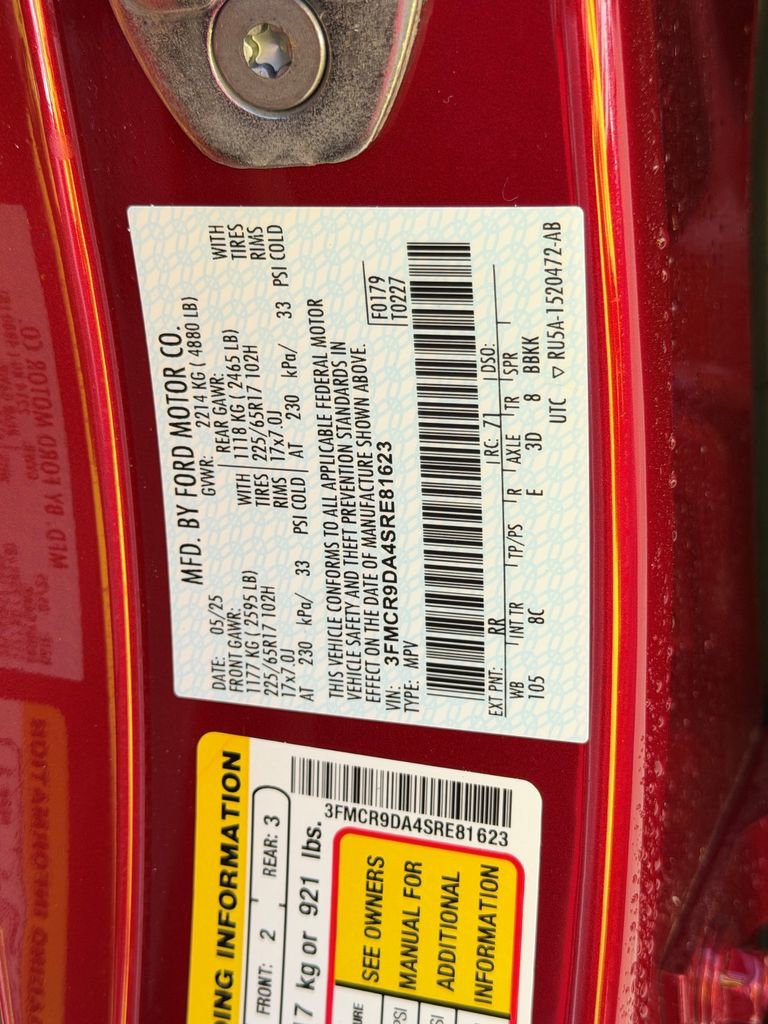 MFD. BY FORD MOTOR CO.
DATE: 05/25 GVWR: 2214 KG ( 4880 LB)
FRONT GAWR: REAR GAWR:
1177 KG ( 2595 LB) WITH 1118 KG ( 2465 LB) WITH
225/65R17 102H TIRES 225/65R17 102H TIRES
17x7.0J RIMS 17x7.0J RIMS
AT 230 kPa/ 33 PSI COLD AT 230 kPa/ 33 PSI COLD
THIS VEHICLE CONFORMS TO ALL APPLICABLE FEDERAL MOTOR
VEHICLE SAFETY AND THEFT PREVENTION STANDARDS IN
EFFECT ON THE DATE OF MANUFACTURE SHOWN ABOVE.
VIN: 3FMCR9DA4SRE81623
TYPE: MPV
F0179
T0227
EXT PNT: RR RC: 71 DSO:
WB INT TR TP/PS R AXLE TR SPR
105 8C E 3D 8 BBKK
UTC ▽ RU5A-1520472-AB
DING INFORMATION
FRONT: 2 REAR: 3
17 kg or 921 lbs.
3FMCR9DA4SRE81623
SEE OWNERS
MANUAL FOR
ADDITIONAL
INFORMATION